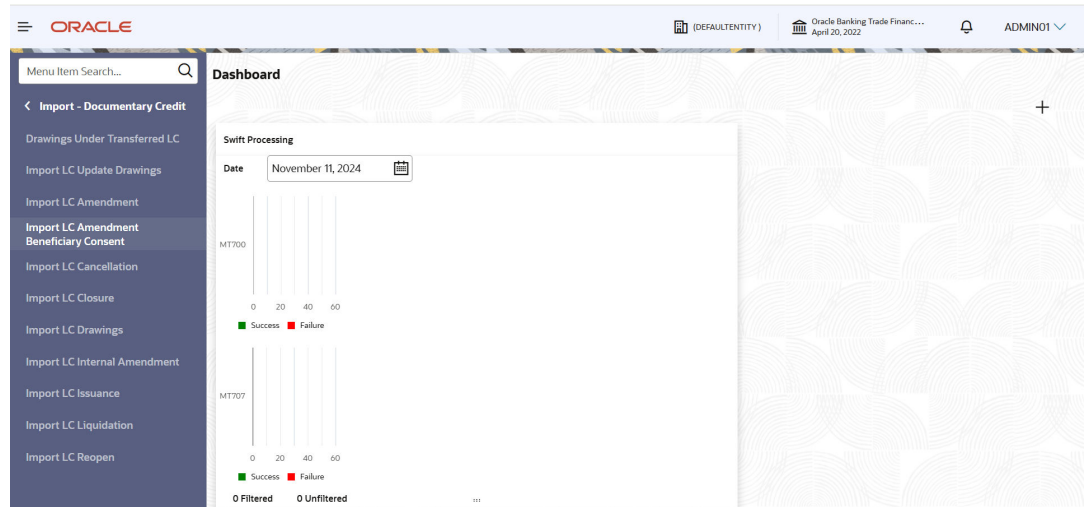 ORACLE
(DEFAULTENTITY )
Oracle Banking Trade Financ...
April 20, 2022
ADMIN01
Menu Item Search...
Dashboard
Import - Documentary Credit
Drawings Under Transferred LC
Import LC Update Drawings
Import LC Amendment
Import LC Amendment
Beneficiary Consent
Import LC Cancellation
Import LC Closure
Import LC Drawings
Import LC Internal Amendment
Import LC Issuance
Import LC Liquidation
Import LC Reopen
Swift Processing
Date November 11, 2024
MT700
0 20 40 60
Success Failure
MT707
0 20 40 60
Success Failure
0 Filtered 0 Unfiltered